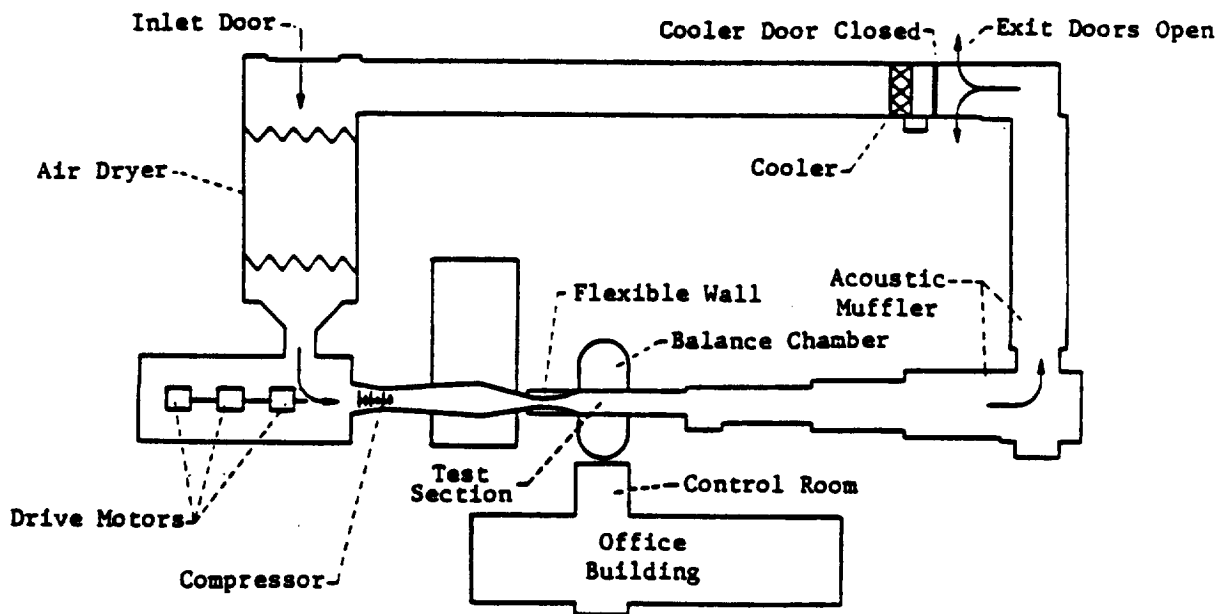 Inlet Door
Cooler Door Closed
Exit Doors Open
Air Dryer
Cooler
Flexible Wall
Acoustic
Muffler
Balance Chamber
Test
Section
Control Room
Drive Motors
Office
Building
Compressor